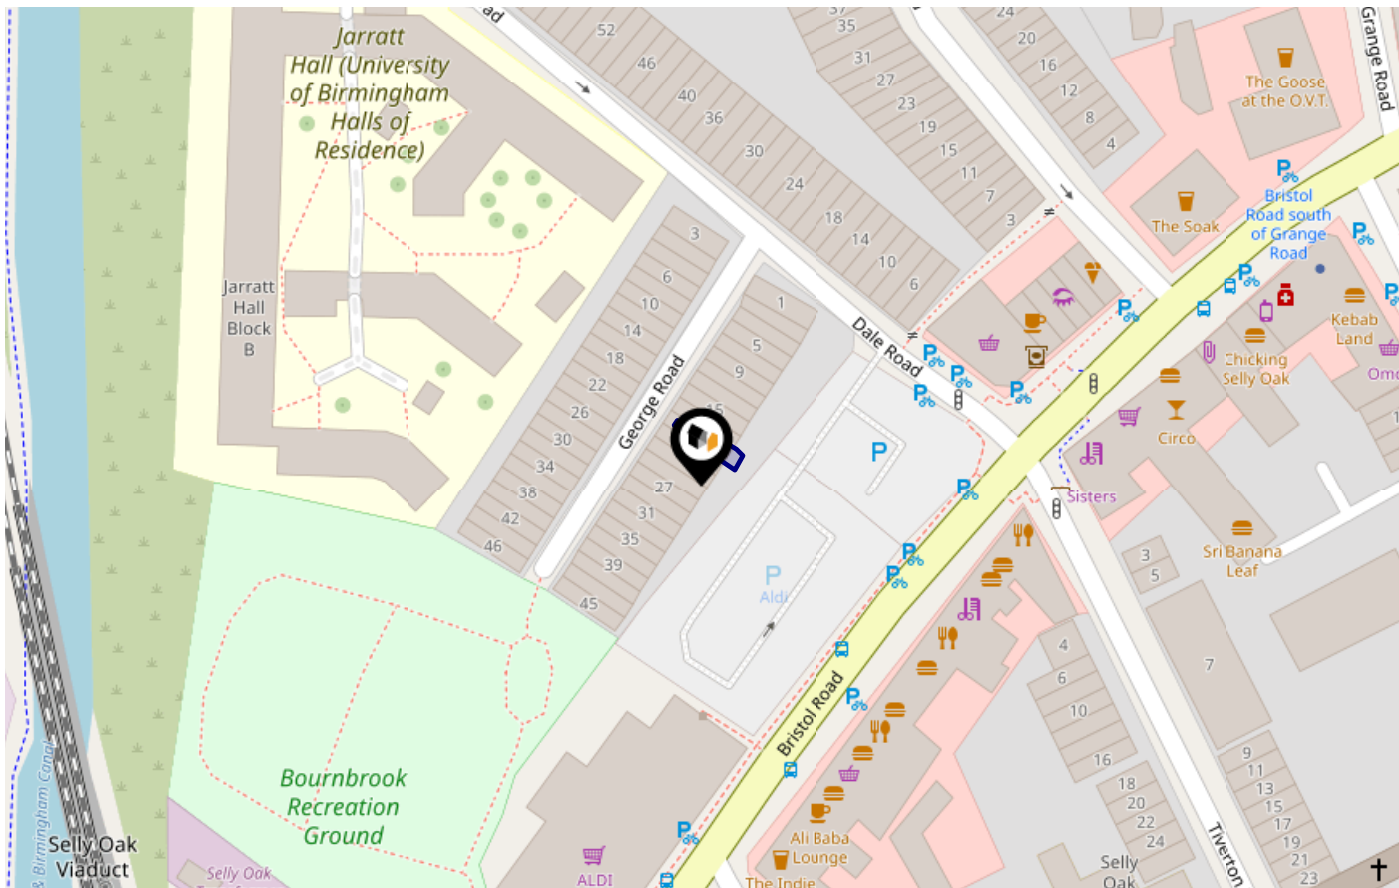 ad
Jarratt
Hall (University
of Birmingham
Halls of
Residence)
52
46
40
36
30
24
18
14
10
6
37
35
31
27
23
19
15
11
7
3
24
20
16
12
8
4
Grange Road
The Goose
at the O.V.T.
The Soak
Bristol
Road south
of Grange
Road
Jarratt
Hall
Block
B
3
6
10
14
18
22
26
30
34
38
42
46
George Road
1
5
9
15
27
31
35
39
45
Dale Road
P
P
Aldi
Kebab
Land
Chicking
Selly Oak
Circo
Sisters
Sri Banana
Leaf
3
5
7
4
6
10
16
18
20
22
24
9
11
13
15
17
19
21
23
Bristol Road
Bournbrook
Recreation
Ground
& Birmingham Canal
Selly Oak
Viaduct
Selly Oak
ALDI
Ali Baba
Lounge
The Indie
Selly
Oak
Tiverton